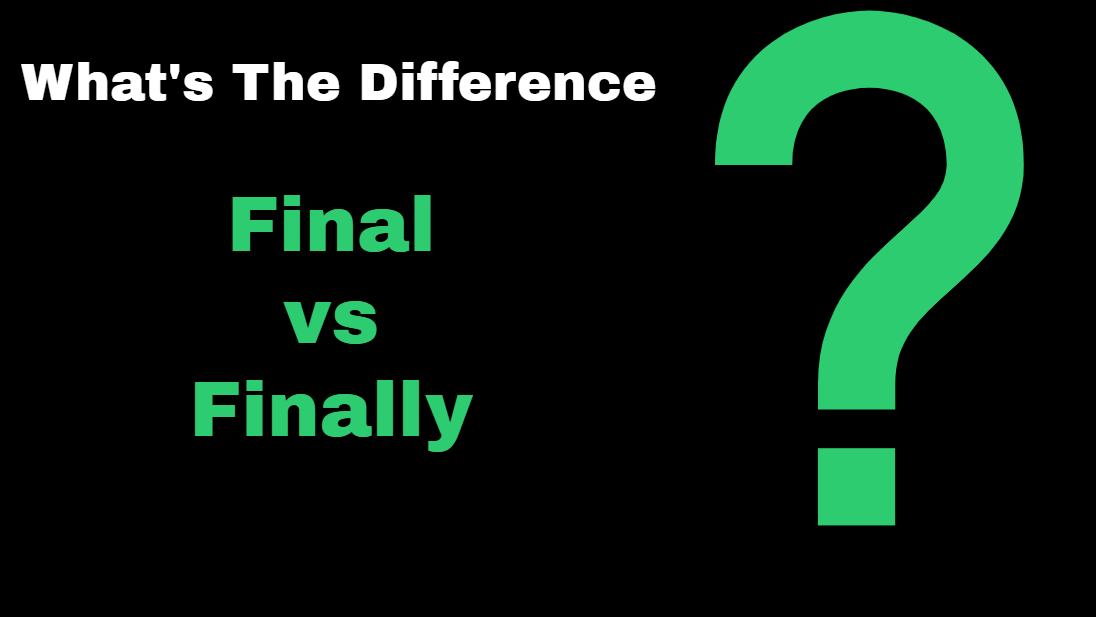 What's The Difference
Final
vs
Finally
?